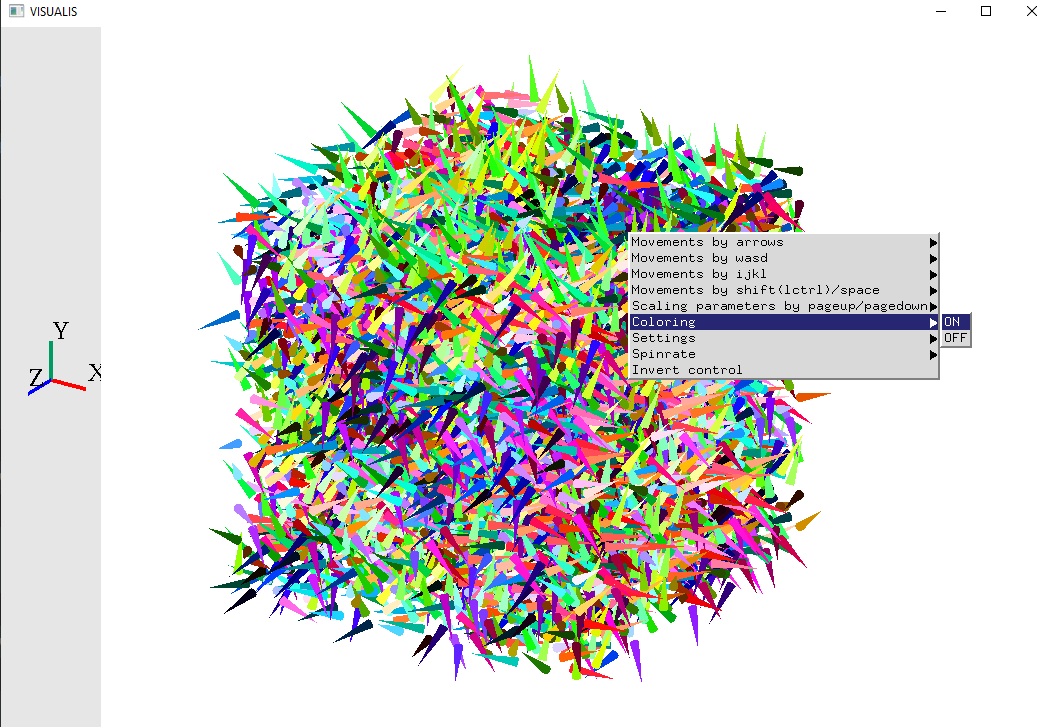 VISUALIS
Movements by arrows
Movements by wasd
Movements by ijkl
Movements by shift(lctrl)/space
Scaling parameters by pageup/pagedown
Coloring
ON
Settings
OFF
Spinrate
Invert control
Y
Z
X